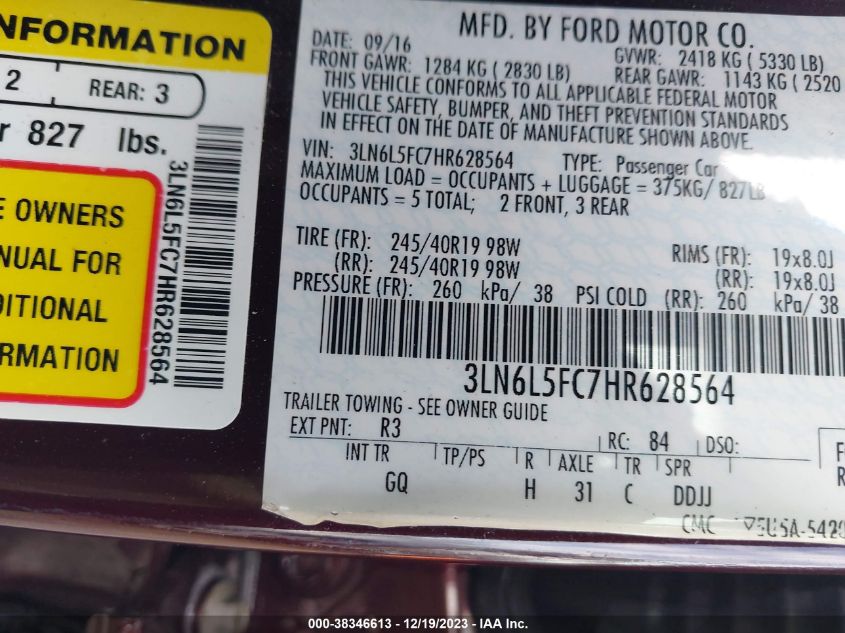 NFORMATION
2 REAR: 3
827 lbs.
3LN6L5FC7HR628564
E OWNERS
NUAL FOR
DITIONAL
ORMATION
MFD. BY FORD MOTOR CO.
DATE: 09/16 GVWR: 2418 KG ( 5330 LB)
FRONT GAWR: 1284 KG ( 2830 LB) REAR GAWR: 1143 KG ( 2520
THIS VEHICLE CONFORMS TO ALL APPLICABLE FEDERAL MOTOR
VEHICLE SAFETY, BUMPER, AND THEFT PREVENTION STANDARDS
IN EFFECT ON THE DATE OF MANUFACTURE SHOWN ABOVE.
VIN: 3LN6L5FC7HR628564 TYPE: Passenger Car
MAXIMUM LOAD = OCCUPANTS + LUGGAGE = 375KG/ 827LB
OCCUPANTS = 5 TOTAL; 2 FRONT, 3 REAR
TIRE (FR): 245/40R19 98W RIMS (FR): 19x8.0J
(RR): 245/40R19 98W (RR): 19x8.0J
PRESSURE (FR): 260 kPa/ 38 PSI COLD (RR): 260 kPa/ 38
3LN6L5FC7HR628564
TRAILER TOWING - SEE OWNER GUIDE
EXT PNT: R3 RC: 84 DSO:
INT TR TP/PS R AXLE TR SPR
GQ H 31 C DDJJ
CMC
000-38346613 - 12/19/2023 - IAA Inc.